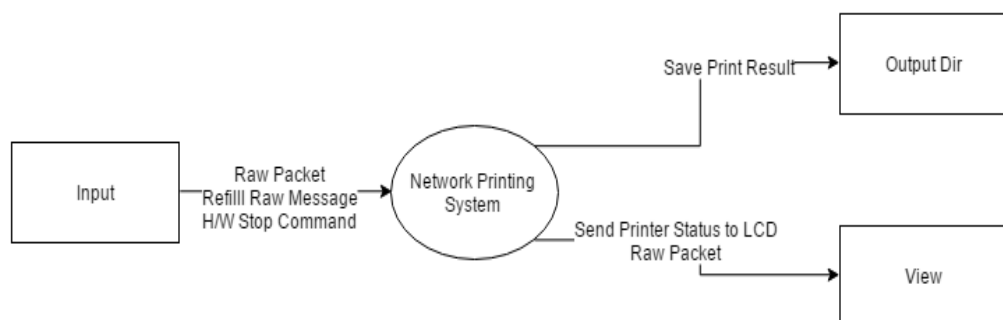 Input
Raw Packet
Refilll Raw Message
H/W Stop Command
Network Printing
System
Save Print Result
Output Dir
Send Printer Status to LCD
Raw Packet
View